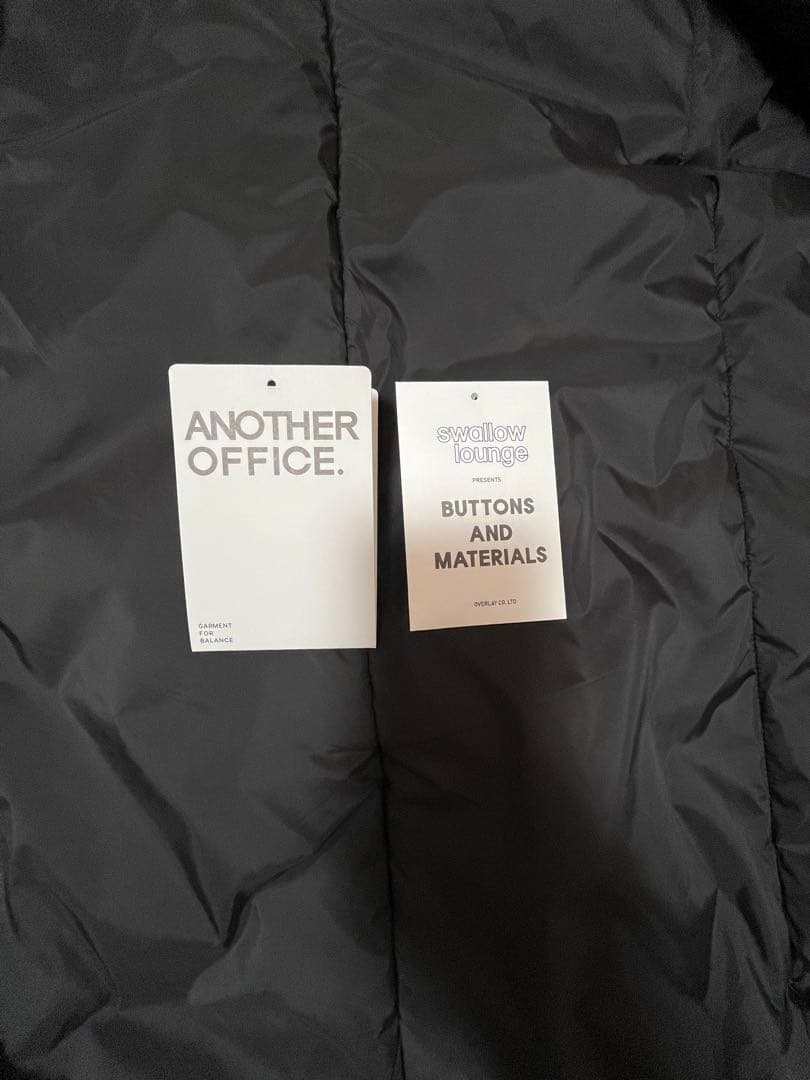 ANOTHER
OFFICE.
GARMENT
FOR
BALANCE
swallow
lounge
PRESENTS
BUTTONS
AND
MATERIALS
OVERLAY CO. LTD